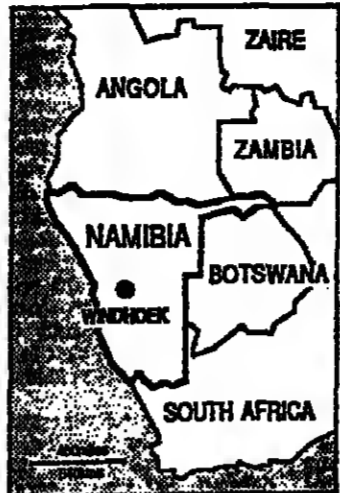 ZAIRE
ANGOLA
ZAMBIA
NAMIBIA
BOTSWANA
WINDHOEK
SOUTH AFRICA